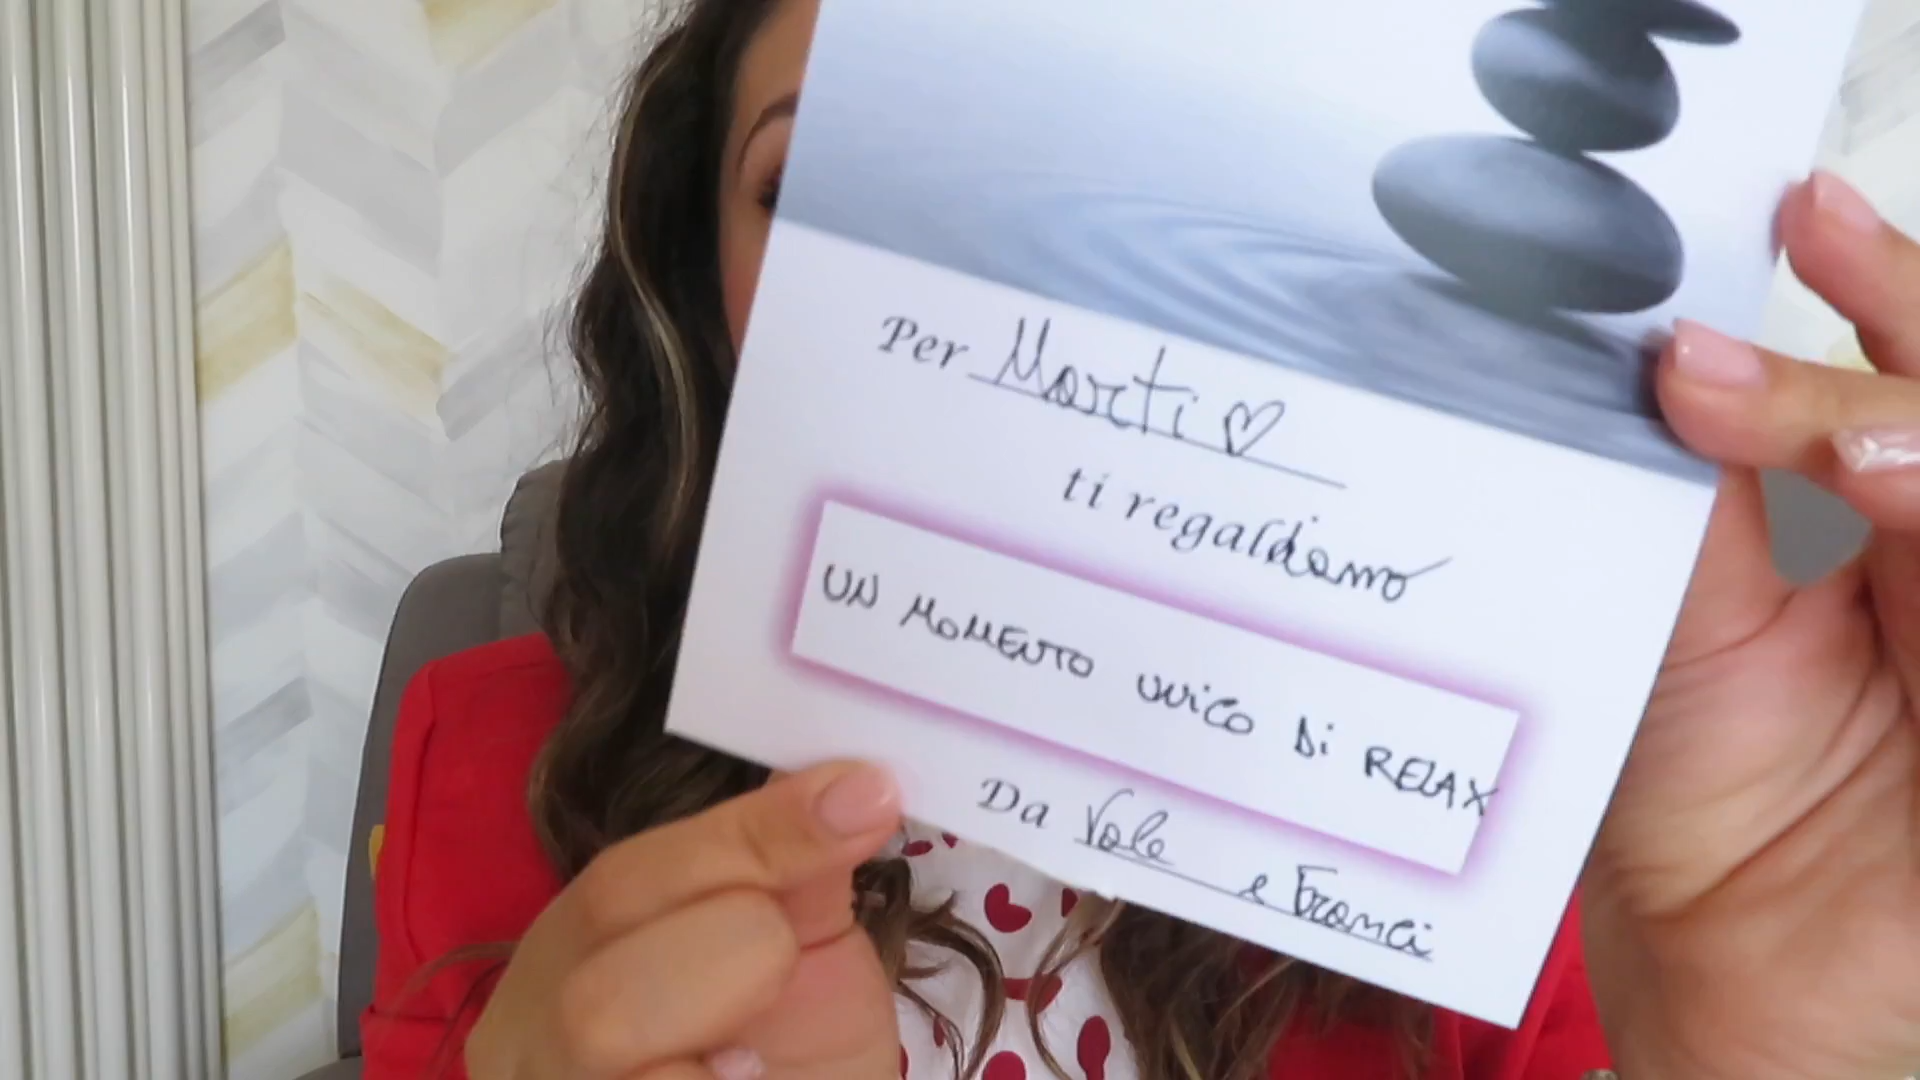 Per Marti ♡
ti regaliamo
UN MOMENTO UNICO Di RELAX
Da Vale e Franci